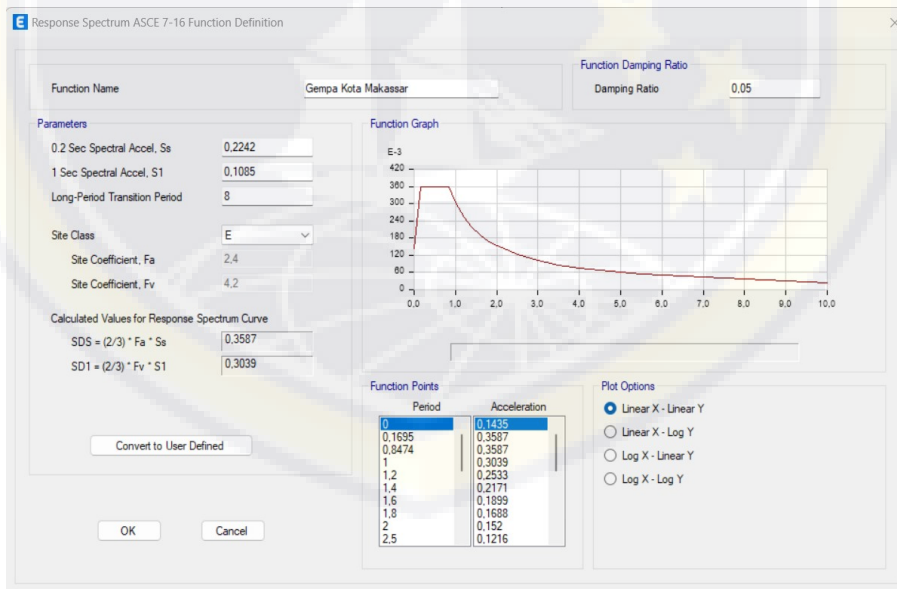 E Response Spectrum ASCE 7-16 Function Definition
Function Name Gempa Kota Makassar
Function Damping Ratio
Damping Ratio 0,05
Parameters
0.2 Sec Spectral Accel, Ss 0,2242
1 Sec Spectral Accel, S1 0,1085
Long-Period Transition Period 8
Site Class E
Site Coefficient, Fa 2,4
Site Coefficient, Fv 4,2
Calculated Values for Response Spectrum Curve
SDS = (2/3) * Fa * Ss 0,3587
SD1 = (2/3) * Fv * S1 0,3039
Convert to User Defined
OK Cancel
Function Graph
E-3
420
360
300
240
180
120
60
0
0,0 1,0 2,0 3,0 4,0 5,0 6,0 7,0 8,0 9,0 10,0
Function Points
Period Acceleration
0 0,1435
0,1695 0,3587
0,8474 0,3587
1 0,3039
1,2 0,2533
1,4 0,2171
1,6 0,1899
1,8 0,1688
2 0,152
2,5 0,1216
Plot Options
Linear X - Linear Y
Linear X - Log Y
Log X - Linear Y
Log X - Log Y